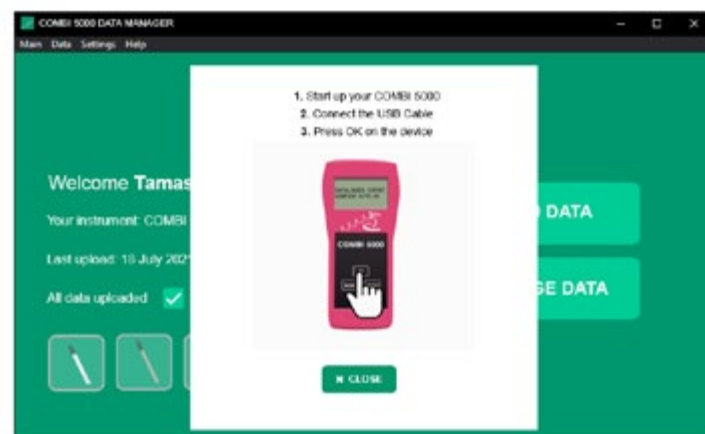 COMBI 5000 DATA MANAGER
Main Data Settings Help
1. Start up your COMBI 5000
2. Connect the USB Cable
3. Press OK on the device
Welcome Tamas
Your instrument: COMBI
Last upload: 18 July 2021
All data uploaded
COMBI 5000
DATA
GE DATA
✖ CLOSE